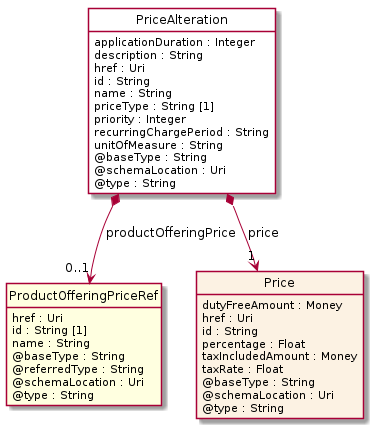 PriceAlteration
applicationDuration : Integer
description : String
href : Uri
id : String
name : String
priceType : String [1]
priority : Integer
recurringChargePeriod : String
unitOfMeasure : String
@baseType : String
@schemaLocation : Uri
@type : String
productOfferingPrice
price
0..1
1
ProductOfferingPriceRef
href : Uri
id : String [1]
name : String
@baseType : String
@referredType : String
@schemaLocation : Uri
@type : String
Price
dutyFreeAmount : Money
href : Uri
id : String
percentage : Float
taxIncludedAmount : Money
taxRate : Float
@baseType : String
@schemaLocation : Uri
@type : String